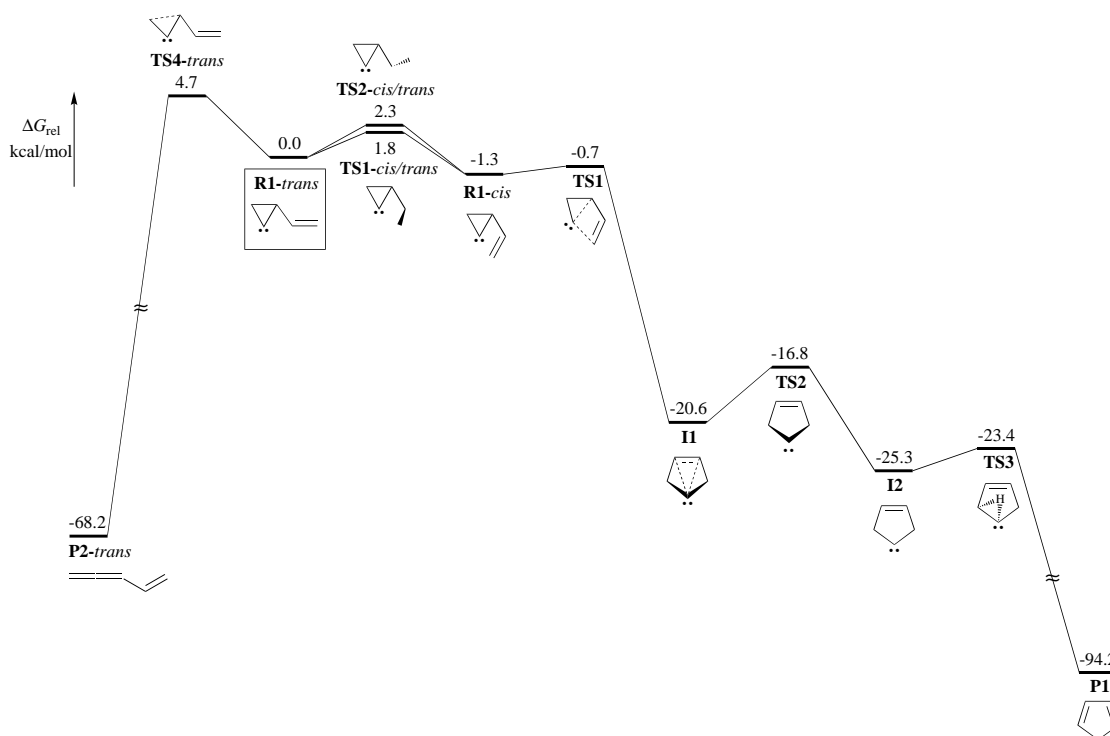 TS4-trans
4.7
ΔGrel
kcal/mol
0.0
R1-trans
TS2-cis/trans
2.3
1.8
TS1-cis/trans
-1.3
R1-cis
-0.7
TS1
-20.6
I1
-16.8
TS2
-25.3
I2
-23.4
TS3
H
-68.2
P2-trans
≈
≈
-94.2
P1